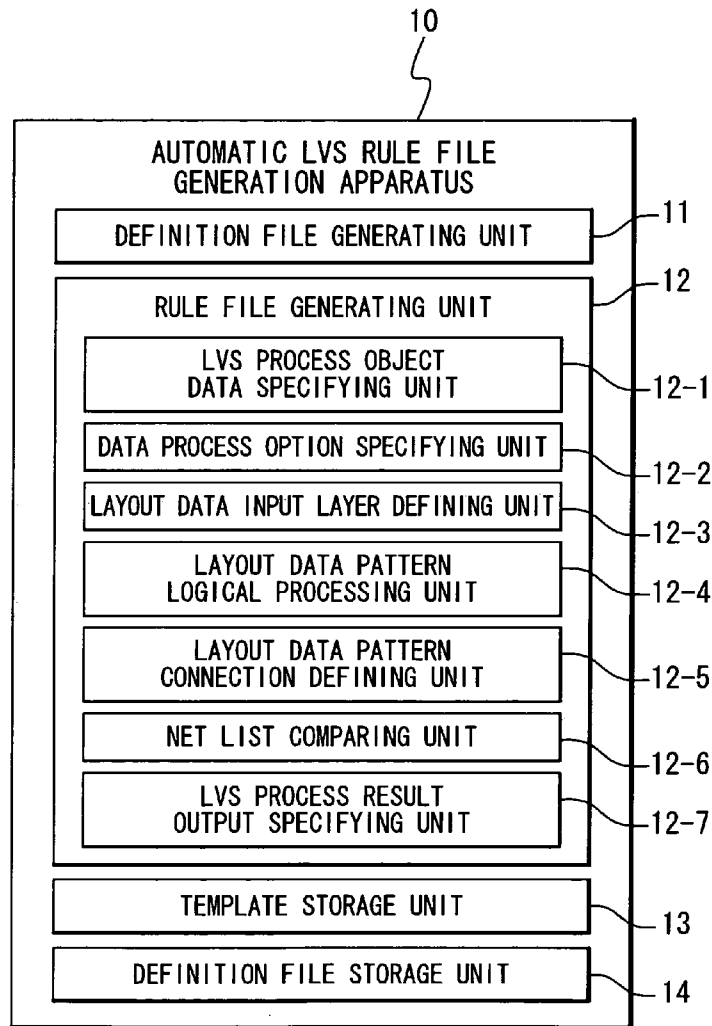 10
AUTOMATIC LVS RULE FILE
GENERATION APPARATUS
DEFINITION FILE GENERATING UNIT
11
RULE FILE GENERATING UNIT
12
LVS PROCESS OBJECT
DATA SPECIFYING UNIT
12-1
DATA PROCESS OPTION SPECIFYING UNIT
12-2
LAYOUT DATA INPUT LAYER DEFINING UNIT
12-3
LAYOUT DATA PATTERN
LOGICAL PROCESSING UNIT
12-4
LAYOUT DATA PATTERN
CONNECTION DEFINING UNIT
12-5
NET LIST COMPARING UNIT
12-6
LVS PROCESS RESULT
OUTPUT SPECIFYING UNIT
12-7
TEMPLATE STORAGE UNIT
13
DEFINITION FILE STORAGE UNIT
14